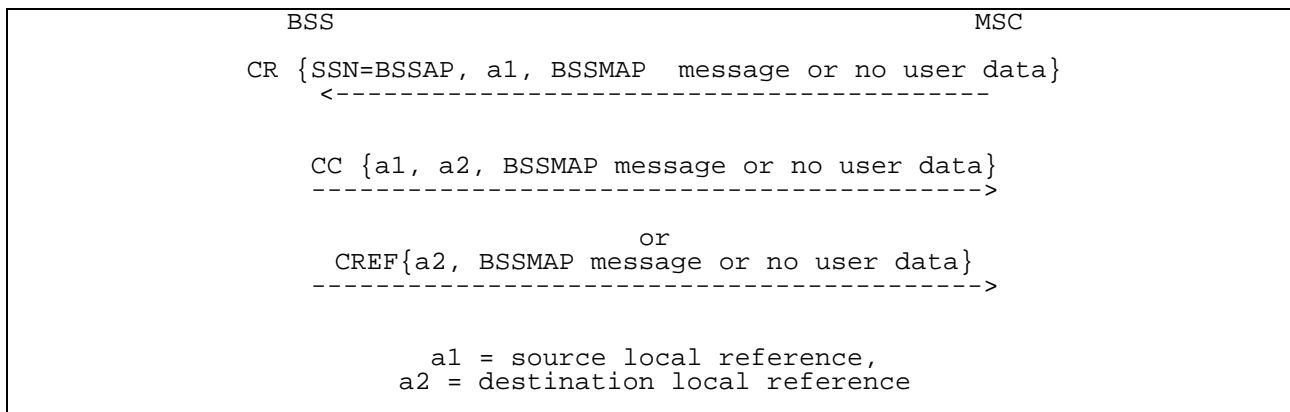 BSS MSC
CR {SSN=BSSAP, a1, BSSMAP  message or no user data}
<-----------------------------------------
CC {a1, a2, BSSMAP message or no user data}
------------------------------------------>
or
CREF{a2, BSSMAP message or no user data}
------------------------------------------>
a1 = source local reference,
a2 = destination local reference